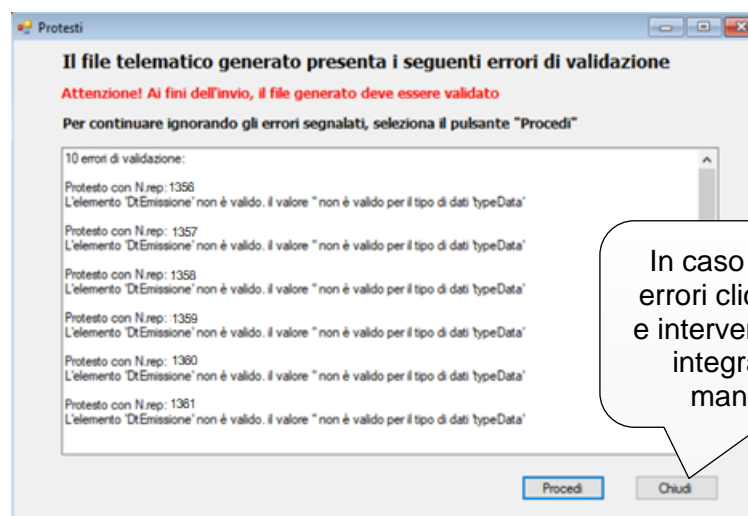 Protesti
Il file telematico generato presenta i seguenti errori di validazione
Attenzione! Ai fini dell'invio, il file generato deve essere validato
Per continuare ignorando gli errori segnalati, seleziona il pulsante "Procedi"
10 errori di validazione:
Protesto con N.rep: 1356
L'elemento 'DtEmissione' non è valido. il valore '' non è valido per il tipo di dati 'typeData'
Protesto con N.rep: 1357
L'elemento 'DtEmissione' non è valido. il valore '' non è valido per il tipo di dati 'typeData'
Protesto con N.rep: 1358
L'elemento 'DtEmissione' non è valido. il valore '' non è valido per il tipo di dati 'typeData'
Protesto con N.rep: 1359
L'elemento 'DtEmissione' non è valido. il valore '' non è valido per il tipo di dati 'typeData'
Protesto con N.rep: 1360
L'elemento 'DtEmissione' non è valido. il valore '' non è valido per il tipo di dati 'typeData'
Protesto con N.rep: 1361
L'elemento 'DtEmissione' non è valido. il valore '' non è valido per il tipo di dati 'typeData'
In caso
errori
e
Procedi
Chiudi